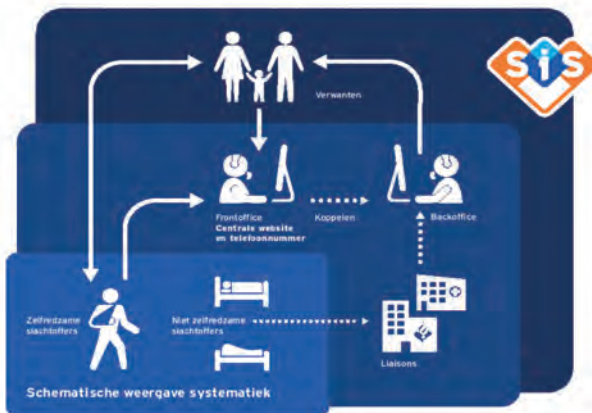 SiS
Verwanten
Frontoffice
Centrale website
en telefoonnummer
Koppelen
Backoffice
Zelfredzame
slachtoffers
Niet zelfredzame
slachtoffers
Liaisons
Schematische weergave systematiek